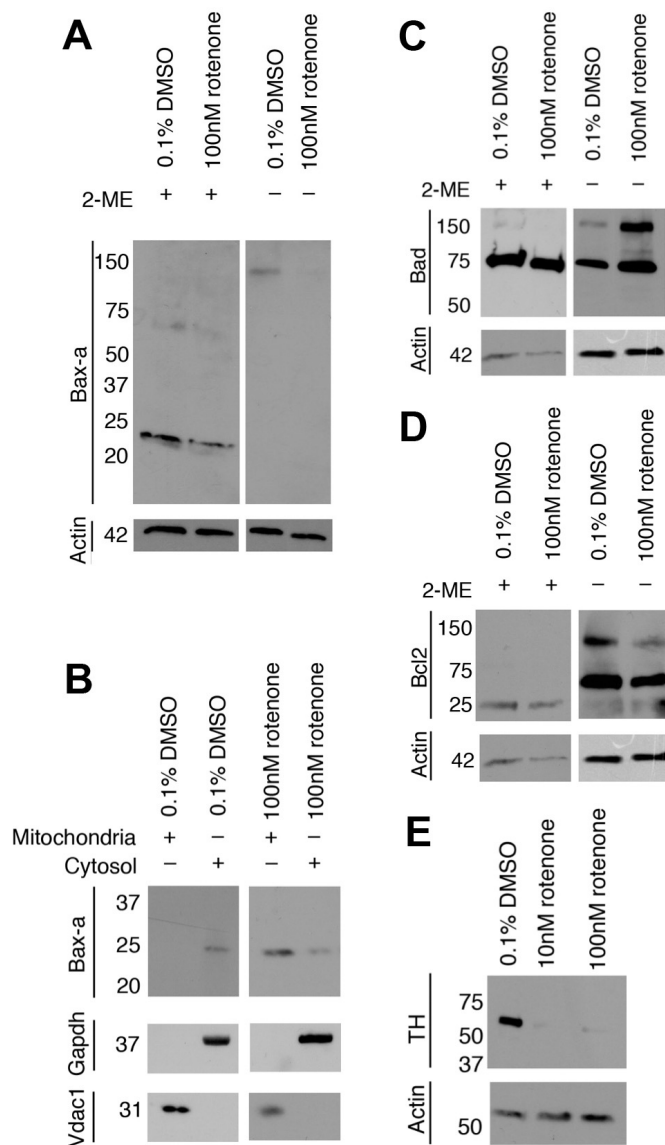 A
0.1% DMSO
100nM rotenone
0.1% DMSO
100nM rotenone
2-ME + + − −
Bax-a
150
75
50
37
25
20
Actin
42
B
0.1% DMSO
0.1% DMSO
100nM rotenone
100nM rotenone
Mitochondria + − + −
Cytosol − + − +
Bax-a
37
25
20
Gapdh
37
Vdac1
31
C
0.1% DMSO
100nM rotenone
0.1% DMSO
100nM rotenone
2-ME + + − −
Bad
150
75
50
Actin
42
D
0.1% DMSO
100nM rotenone
0.1% DMSO
100nM rotenone
2-ME + + − −
Bcl2
150
75
25
Actin
42
E
0.1% DMSO
10nM rotenone
100nM rotenone
TH
75
50
37
Actin
50